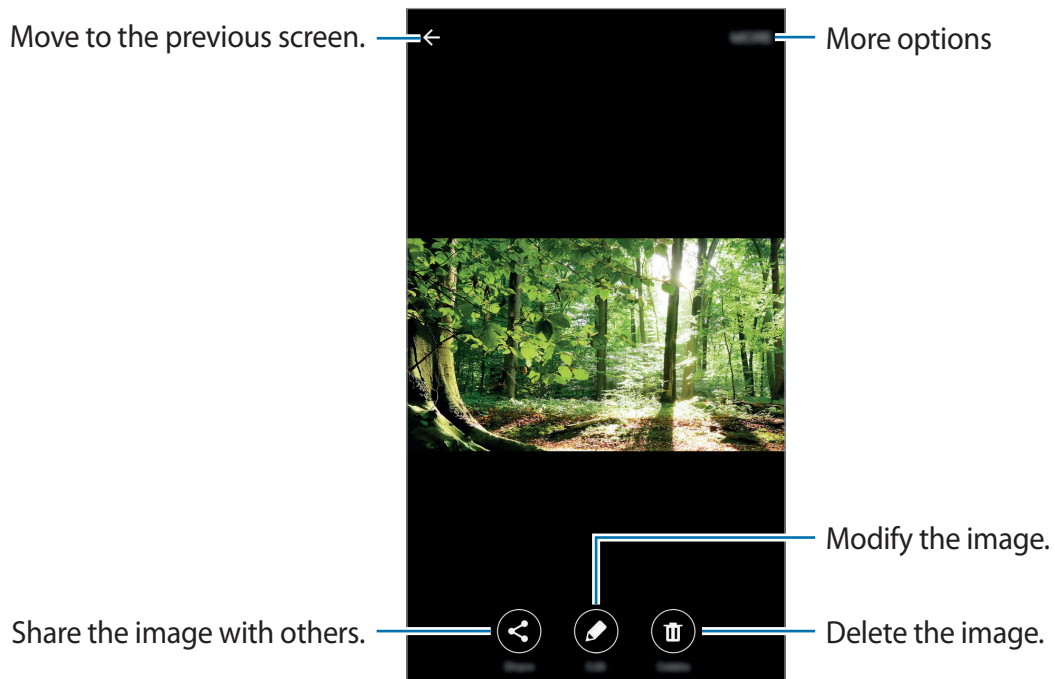 Move to the previous screen.
More options
Modify the image.
Share the image with others.
Delete the image.